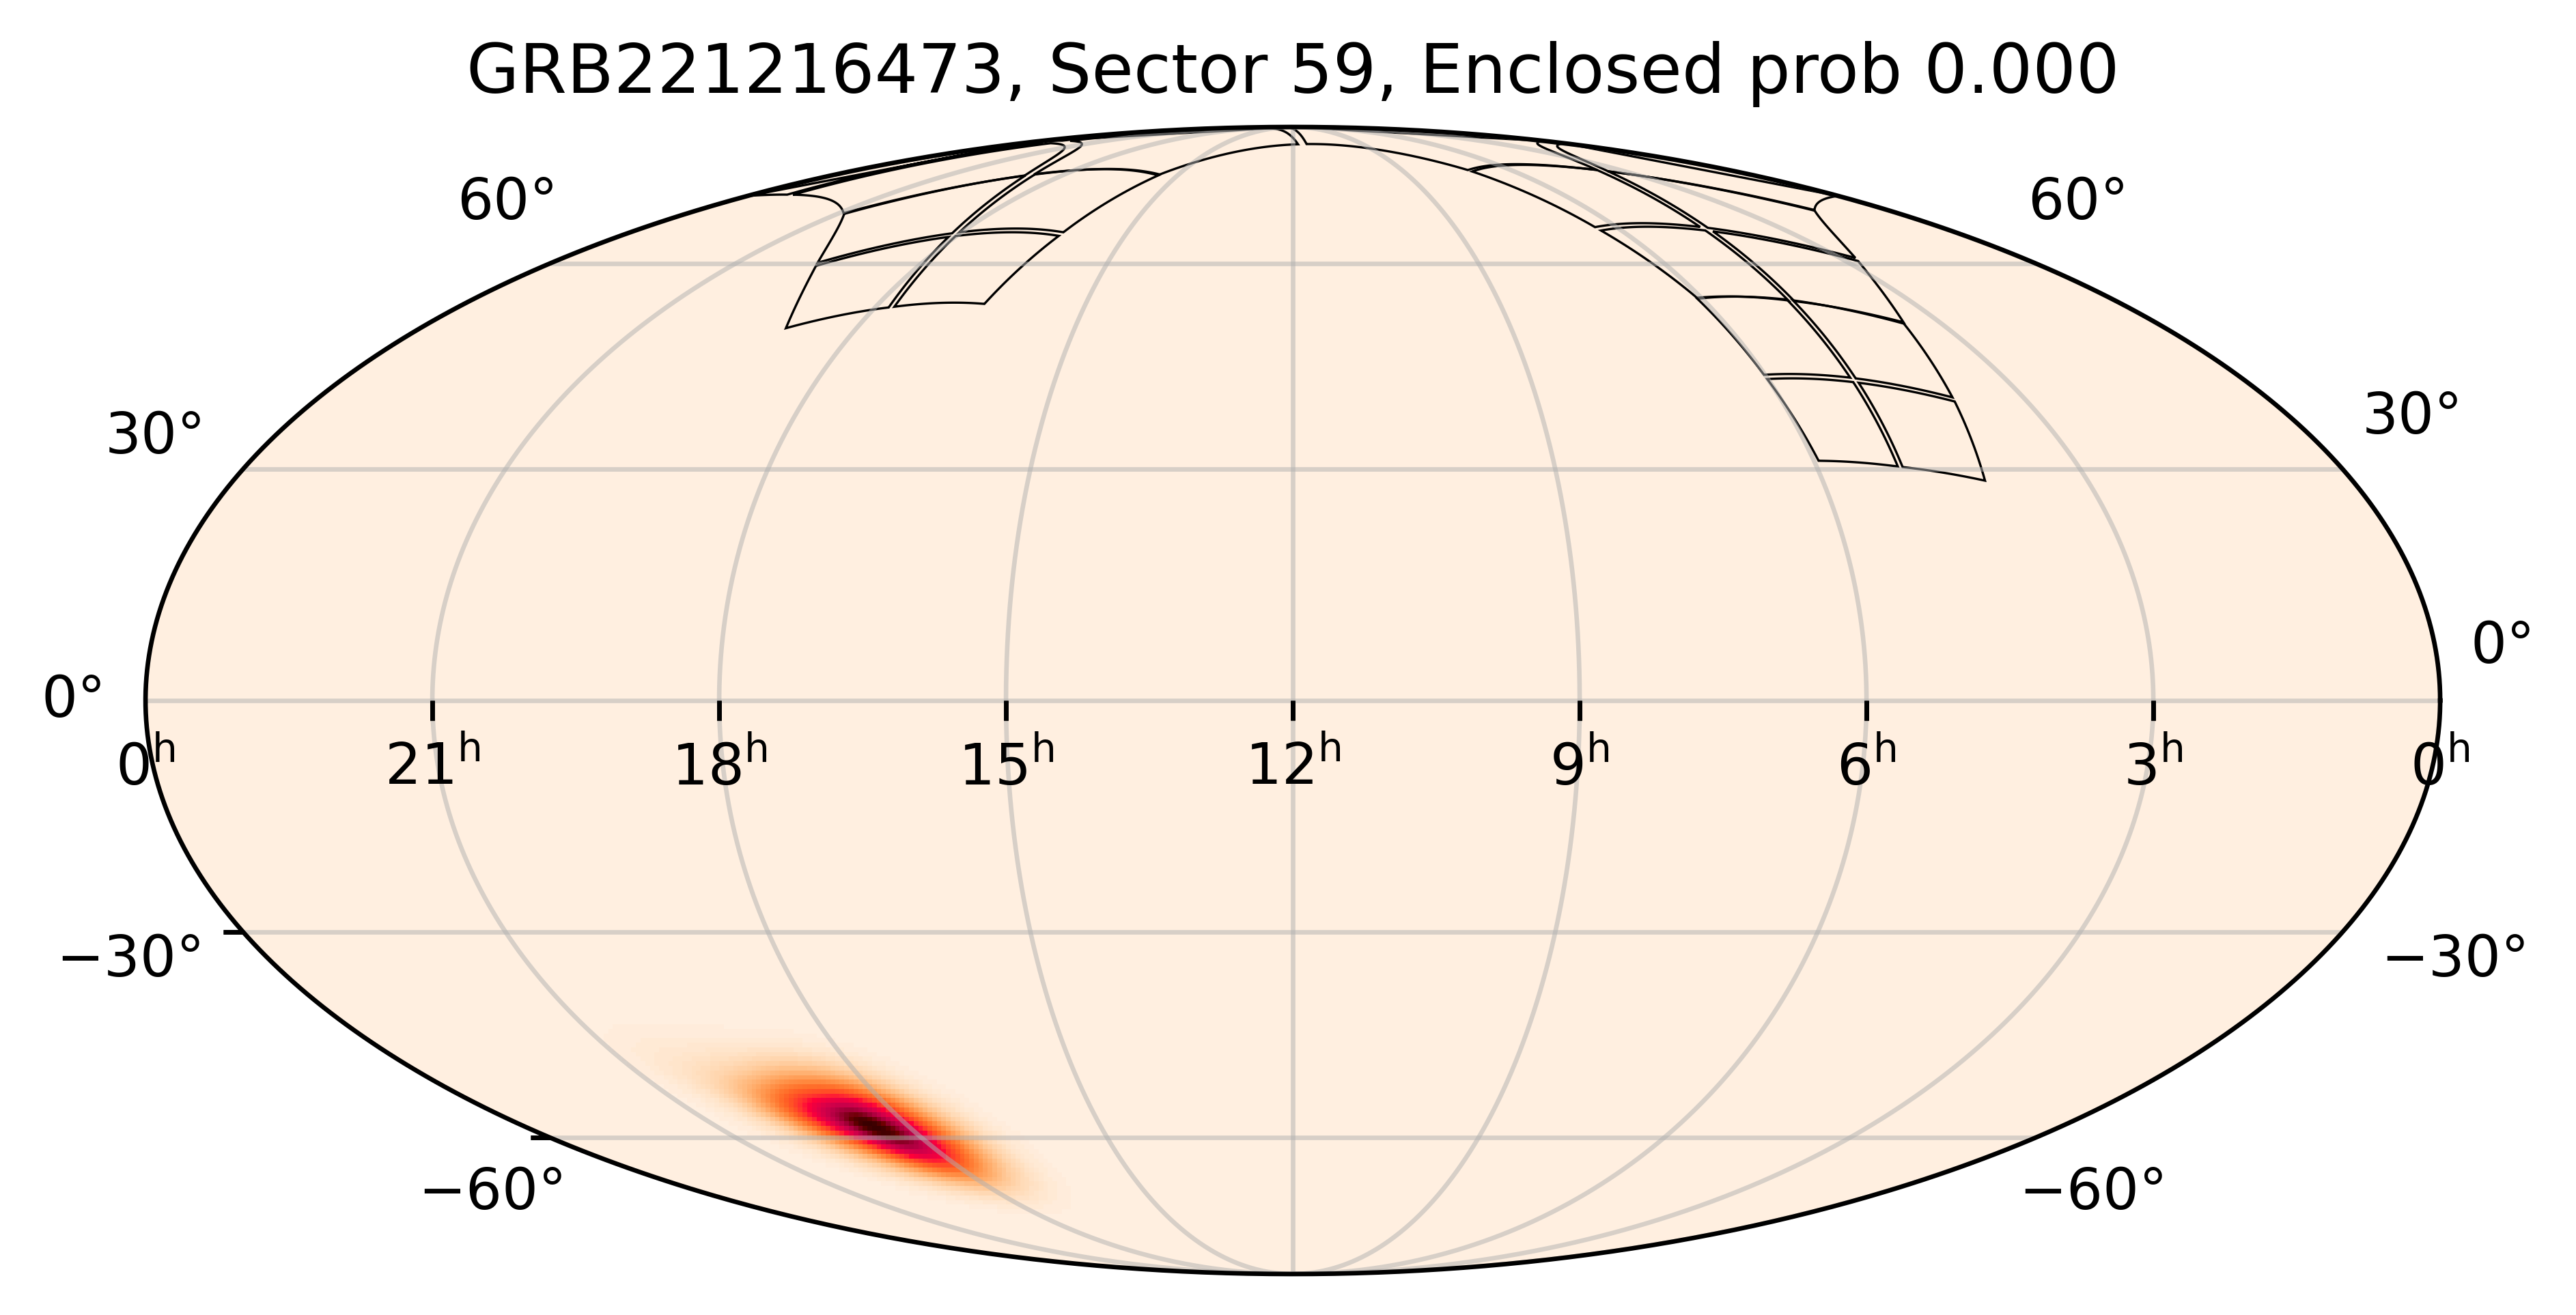 GRB221216473, Sector 59, Enclosed prob 0.000
60° 60°
30° 30°
0° 0°
0ʰ 21ʰ 18ʰ 15ʰ 12ʰ 9ʰ 6ʰ 3ʰ 0ʰ
−30° −30°
−60° −60°